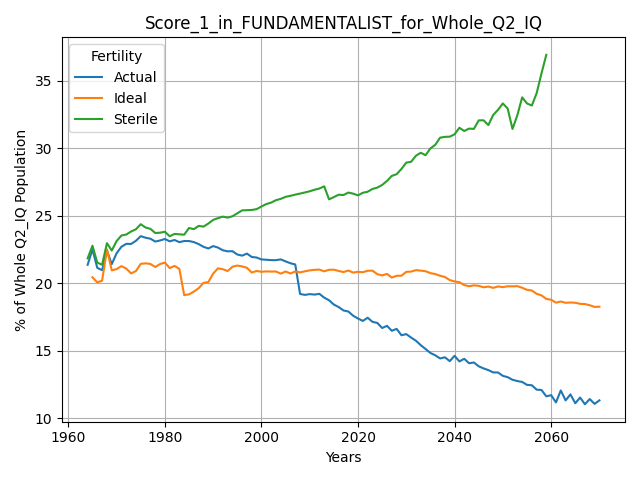 Score_1_in_FUNDAMENTALIST_for_Whole_Q2_IQ
Fertility
Actual
Ideal
Sterile
% of Whole Q2_IQ Population
35
30
25
20
15
10
1960 1980 2000 2020 2040 2060
Years